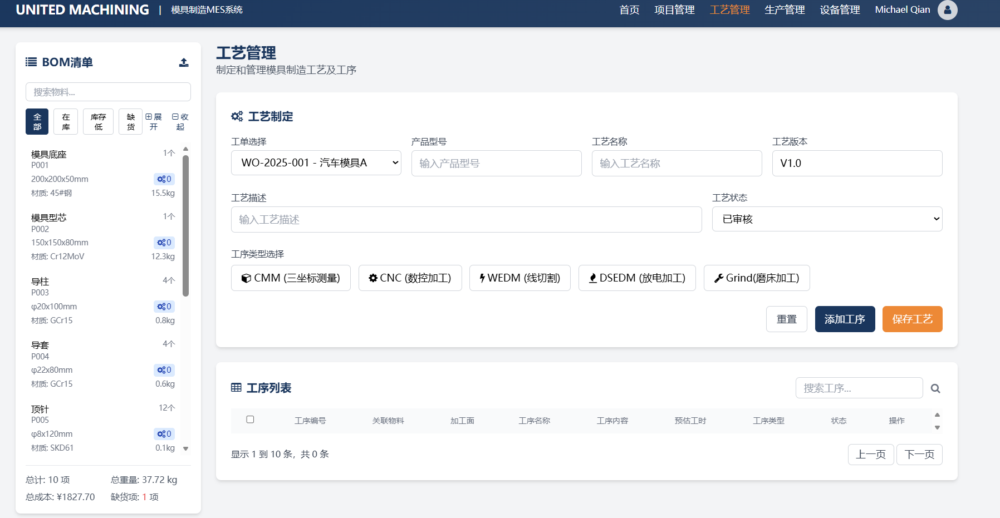 UNITED MACHINING | 模具制造MES系统
首页 项目管理 工艺管理 生产管理 设备管理 Michael Qian
BOM清单
搜索物料...
全部 在库 库存低 缺货 展开 收起
模具底座 1个
P001
200x200x50mm 0
材质: 45#钢 15.5kg
模具型芯 1个
P002
150x150x80mm 0
材质: Cr12MoV 12.3kg
导柱 4个
P003
φ20x100mm 0
材质: GCr15 0.8kg
导套 4个
P004
φ22x80mm 0
材质: GCr15 0.6kg
顶针 12个
P005
φ8x120mm 0
材质: SKD61 0.1kg
总计: 10 项 总重量: 37.72 kg
总成本: ¥1827.70 缺货项: 1 项
工艺管理
制定和管理模具制造工艺及工序
工艺制定
工单选择 产品型号 工艺名称 工艺版本
WO-2025-001 - 汽车模具A 输入产品型号 输入工艺名称 V1.0
工艺描述 工艺状态
输入工艺描述 已审核
工序类型选择
CMM (三坐标测量) CNC (数控加工) WEDM (线切割) DSEDM (放电加工) Grind(磨床加工)
重置 添加工序 保存工艺
工序列表 搜索工序...
工序编号 关联物料 加工面 工序名称 工序内容 预估工时 工序类型 状态 操作
显示 1 到 10 条，共 0 条 上一页 下一页